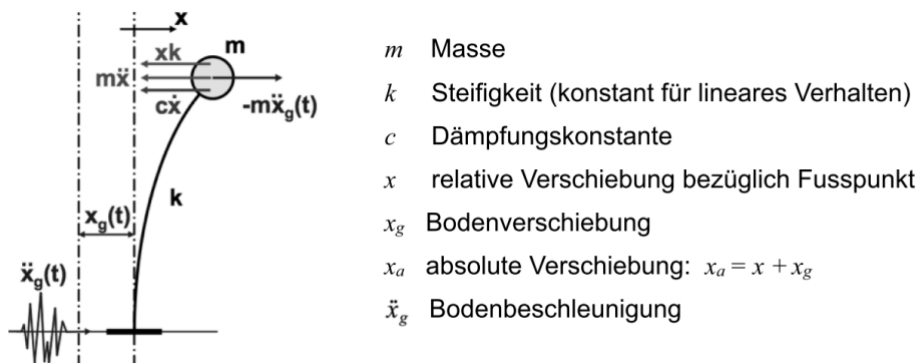 x
xk
m
mẍ
cẋ
-mẍg(t)
k
xg(t)
ẍg(t)
m Masse
k Steifigkeit (konstant für lineares Verhalten)
c Dämpfungskonstante
x relative Verschiebung bezüglich Fusspunkt
xg Bodenverschiebung
xa absolute Verschiebung: xa = x + xg
ẍg Bodenbeschleunigung